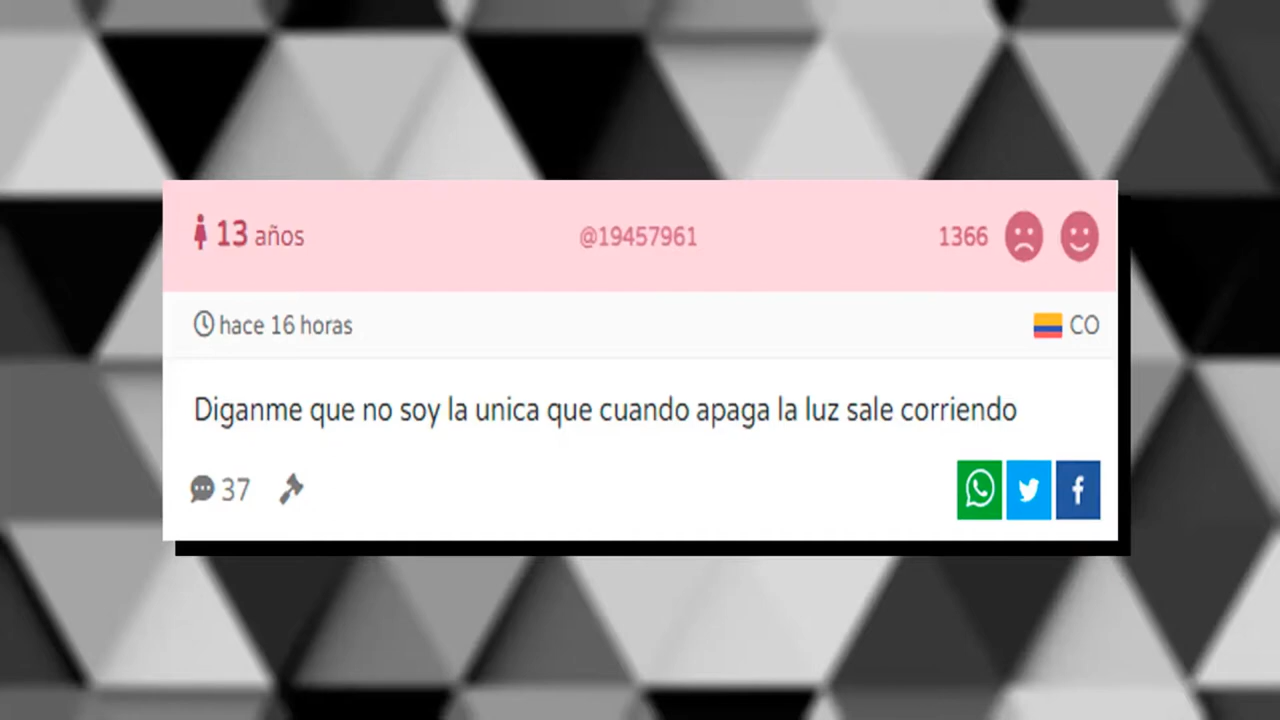 13 años @19457961 1366
hace 16 horas CO
Diganme que no soy la unica que cuando apaga la luz sale corriendo
37